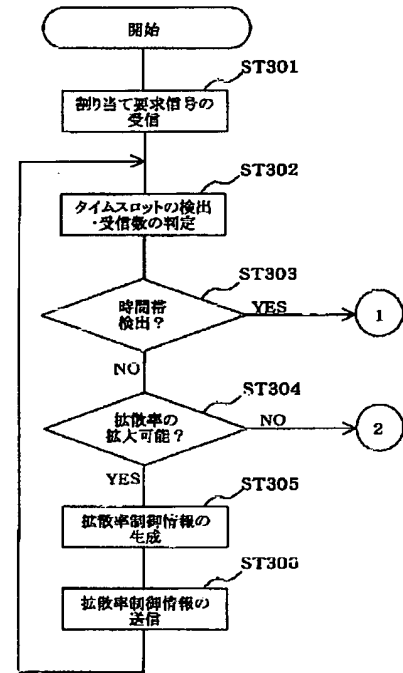 開始
ST301
割り当て要求信号の
受信
ST302
タイムスロットの検出
・受信数の判定
ST303
時間帯
検出？
YES
1
NO
ST304
拡散率の
拡大可能？
NO
2
YES
ST305
拡散率制御情報の
生成
ST306
拡散率制御情報の
送信